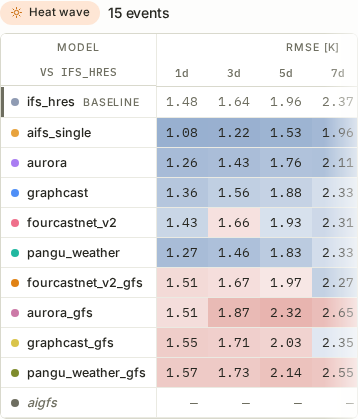 Heat wave 15 events
MODEL RMSE [K]
VS IFS_HRES 1d 3d 5d 7d
ifs_hres BASELINE 1.48 1.64 1.96 2.37
aifs_single 1.08 1.22 1.53 1.96
aurora 1.26 1.43 1.76 2.11
graphcast 1.36 1.56 1.88 2.33
fourcastnet_v2 1.43 1.66 1.93 2.31
pangu_weather 1.27 1.46 1.83 2.33
fourcastnet_v2_gfs 1.51 1.67 1.97 2.27
aurora_gfs 1.51 1.87 2.32 2.65
graphcast_gfs 1.55 1.71 2.03 2.35
pangu_weather_gfs 1.57 1.73 2.14 2.55
aigfs — — — —